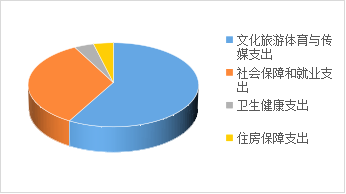 文化旅游体育与传
媒支出
社会保障和就业支
出
卫生健康支出
住房保障支出